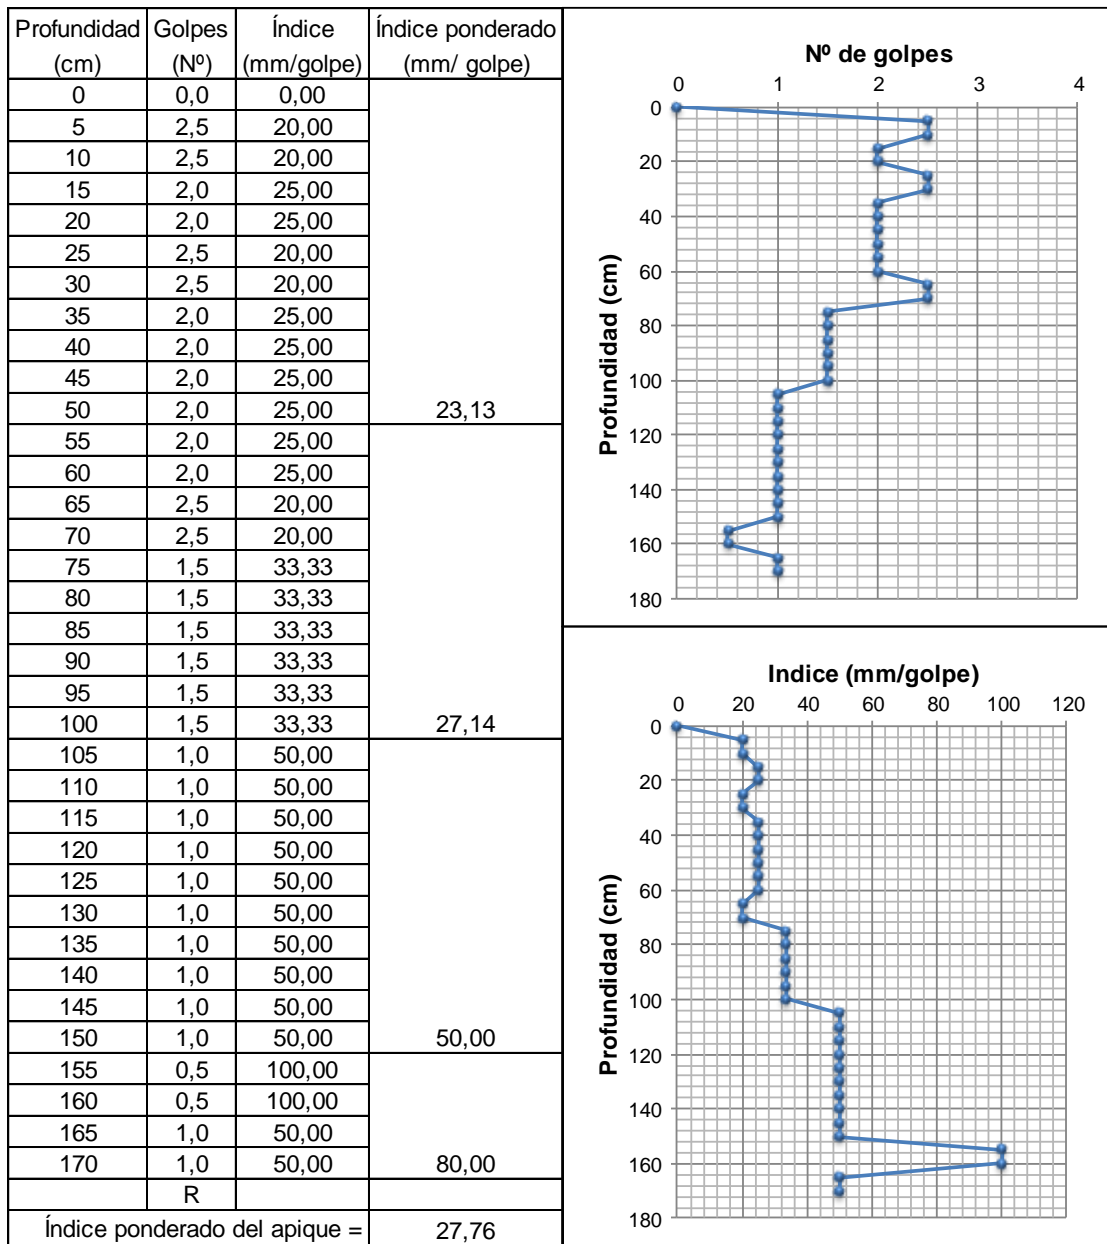 Profundidad Golpes Índice Índice ponderado
(cm) (Nº) (mm/golpe) (mm/ golpe)
0 0,0 0,00
5 2,5 20,00
10 2,5 20,00
15 2,0 25,00
20 2,0 25,00
25 2,5 20,00
30 2,5 20,00
35 2,0 25,00
40 2,0 25,00
45 2,0 25,00
50 2,0 25,00 23,13
55 2,0 25,00
60 2,0 25,00
65 2,5 20,00
70 2,5 20,00
75 1,5 33,33
80 1,5 33,33
85 1,5 33,33
90 1,5 33,33
95 1,5 33,33
100 1,5 33,33 27,14
105 1,0 50,00
110 1,0 50,00
115 1,0 50,00
120 1,0 50,00
125 1,0 50,00
130 1,0 50,00
135 1,0 50,00
140 1,0 50,00
145 1,0 50,00
150 1,0 50,00 50,00
155 0,5 100,00
160 0,5 100,00
165 1,0 50,00
170 1,0 50,00 80,00
R
Índice ponderado del apique = 27,76
Nº de golpes
0 1 2 3 4
Profundidad (cm)
0
20
40
60
80
100
120
140
160
180
Indice (mm/golpe)
0 20 40 60 80 100 120
Profundidad (cm)
0
20
40
60
80
100
120
140
160
180